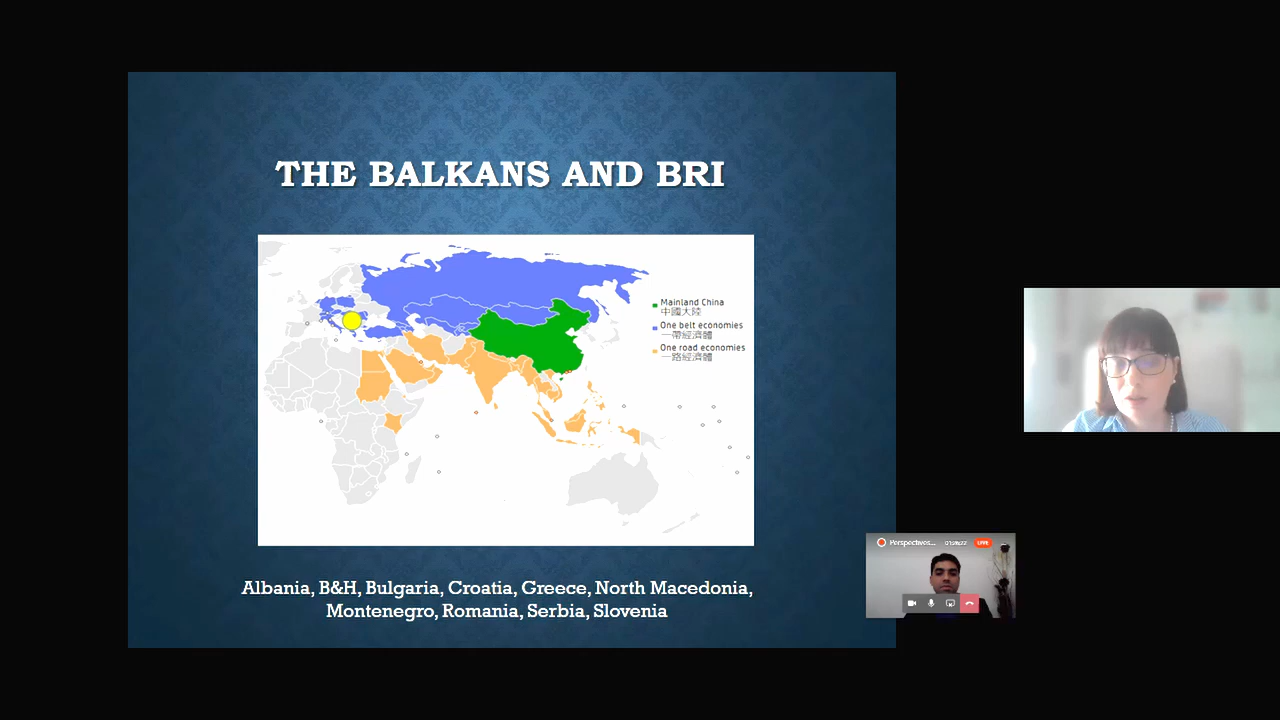 THE BALKANS AND BRI
Mainland China
中國大陸
One belt economies
一帶經濟體
One road economies
一路經濟體
Albania, B&H, Bulgaria, Croatia, Greece, North Macedonia,
Montenegro, Romania, Serbia, Slovenia
Perspectives...
LIVE